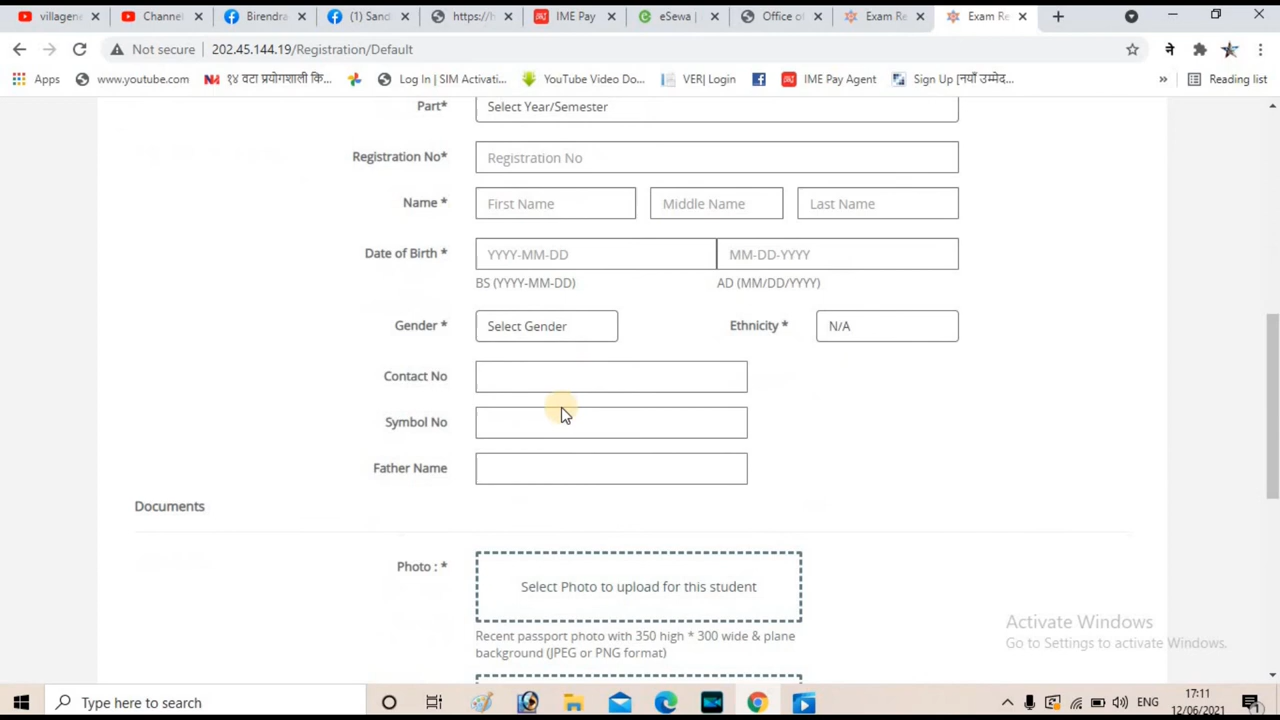 villagene
Channel
Birendra
(1) Sand
https://h
IME Pay
eSewa |
Office of
Exam Re
Exam Re
Not secure
202.45.144.19/Registration/Default
ने
Apps
www.youtube.com
१४ वटा प्रयोगशाली कि...
Log In | SIM Activati...
YouTube Video Do...
VER| Login
IME Pay Agent
Sign Up [नयाँ उम्मेद...
»
Reading list
Part*
Select Year/Semester
Registration No*
Registration No
Name *
First Name
Middle Name
Last Name
Date of Birth *
YYYY-MM-DD
MM-DD-YYYY
BS (YYYY-MM-DD)
AD (MM/DD/YYYY)
Gender *
Select Gender
Ethnicity *
N/A
Contact No
Symbol No
Father Name
Documents
Photo : *
Select Photo to upload for this student
Recent passport photo with 350 high * 300 wide & plane
background (JPEG or PNG format)
Activate Windows
Go to Settings to activate Windows.
Type here to search
ENG
17:11
12/06/2021